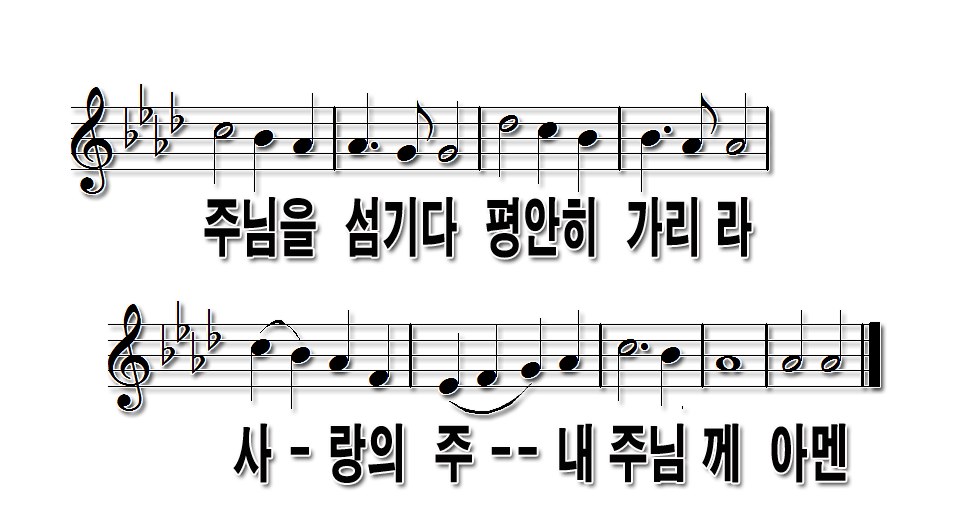 주님을 섬기다 평안히 가리 라
사 - 랑의 주 - - 내 주님 께 아멘